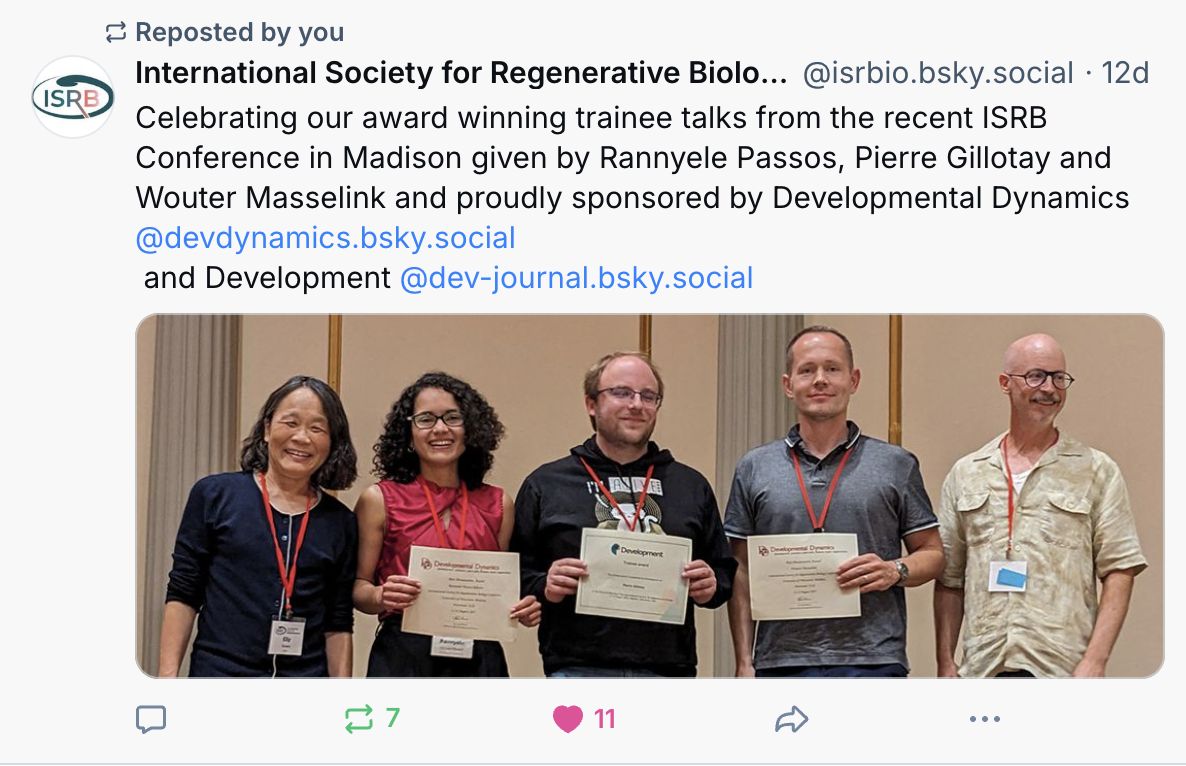 Reposted by you
International Society for Regenerative Biolo... @isrbio.bsky.social · 12d
ISRB
Celebrating our award winning trainee talks from the recent ISRB
Conference in Madison given by Rannyele Passos, Pierre Gillotay and
Wouter Masselink and proudly sponsored by Developmental Dynamics
@devdynamics.bsky.social
and Development @dev-journal.bsky.social
Developmental Dynamics
Development
Developmental Dynamics
Elly
7
11